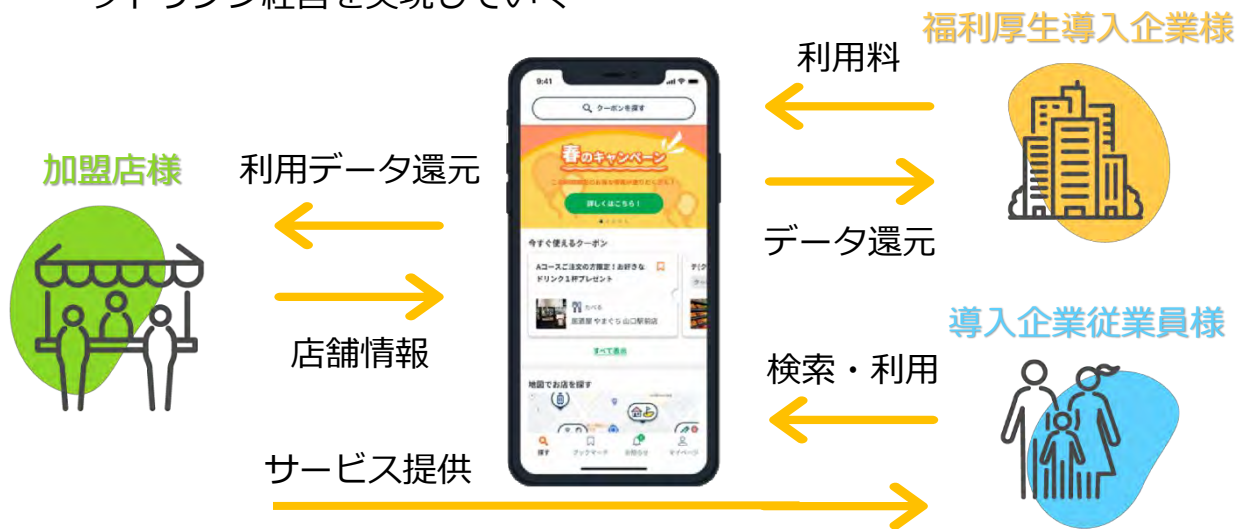 福利厚生導入企業様
利用料
データ還元
加盟店様
利用データ還元
店舗情報
導入企業従業員様
検索・利用
サービス提供
9:41
クーポンを探す
春のキャンペーン
詳しくはこちら！
今すぐ使えるクーポン
Aコースご注文の方限定！お好きな
ドリンク1杯プレゼント
たべる
居酒屋 やまぐち 山口駅前店
すべて表示
地図でお店を探す
探す
ブックマーク
お知らせ
マイページ